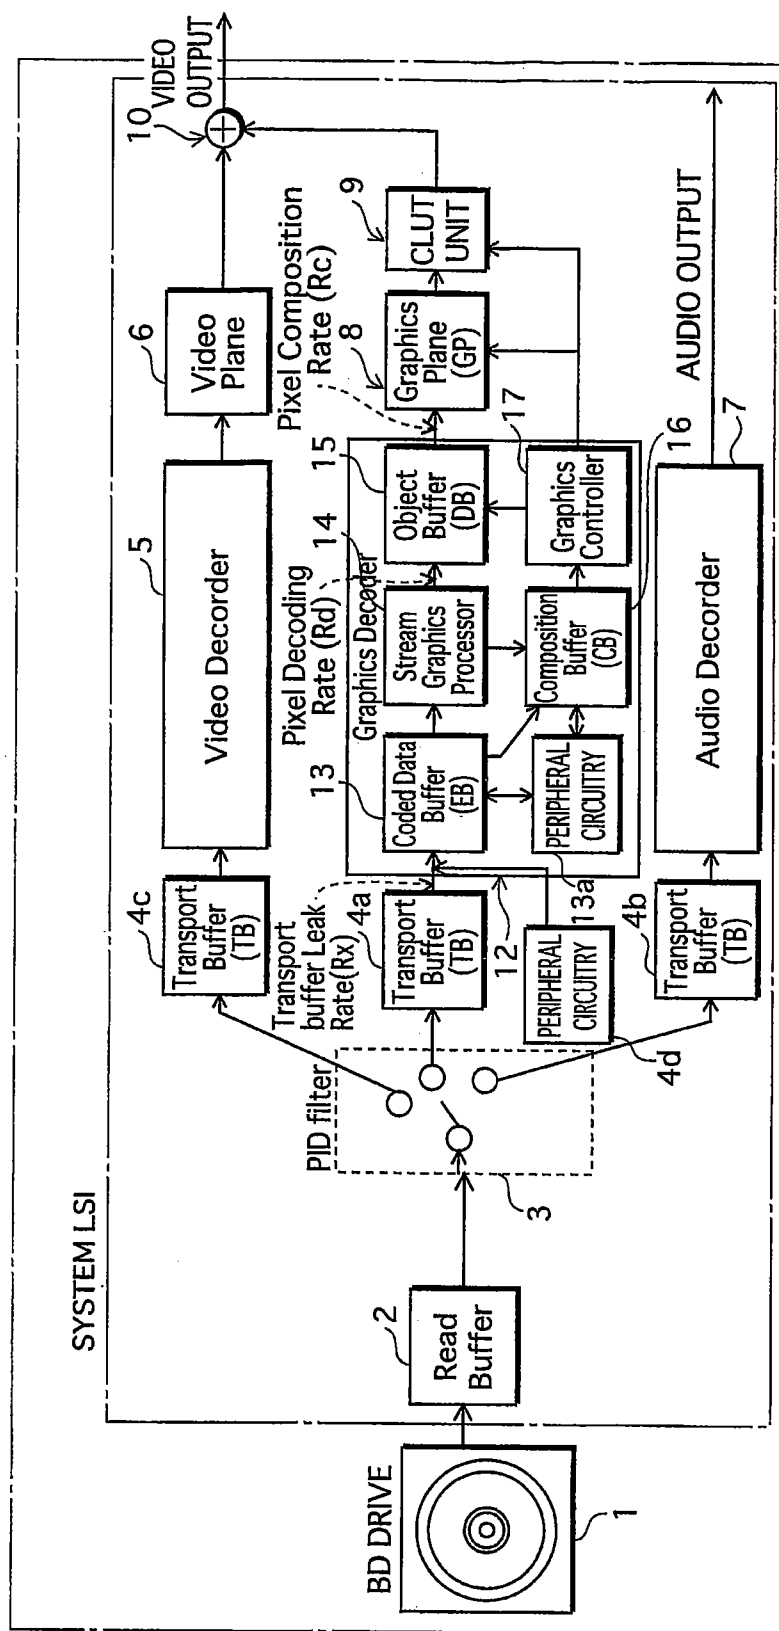 SYSTEM LSI
BD DRIVE
1
2
Read
Buffer
PID filter
3
4c
Transport
Buffer
(TB)
Transport
buffer Leak
Rate(Rx)
4a
Transport
Buffer
(TB)
PERIPHERAL
CIRCUITRY
4d
4b
Transport
Buffer
(TB)
5
Video Decorder
6
Video
Plane
10
VIDEO
OUTPUT
Pixel Decoding
Rate (Rd)
Graphics Decoder
12
13
Coded Data
Buffer
(EB)
PERIPHERAL
CIRCUITRY
13a
14
Stream
Graphics
Processor
Composition
Buffer
(CB)
16
15
Object
Buffer
(DB)
17
Graphics
Controller
Pixel Composition
Rate (Rc)
8
Graphics
Plane
(GP)
9
CLUT
UNIT
Audio Decorder
7
AUDIO OUTPUT